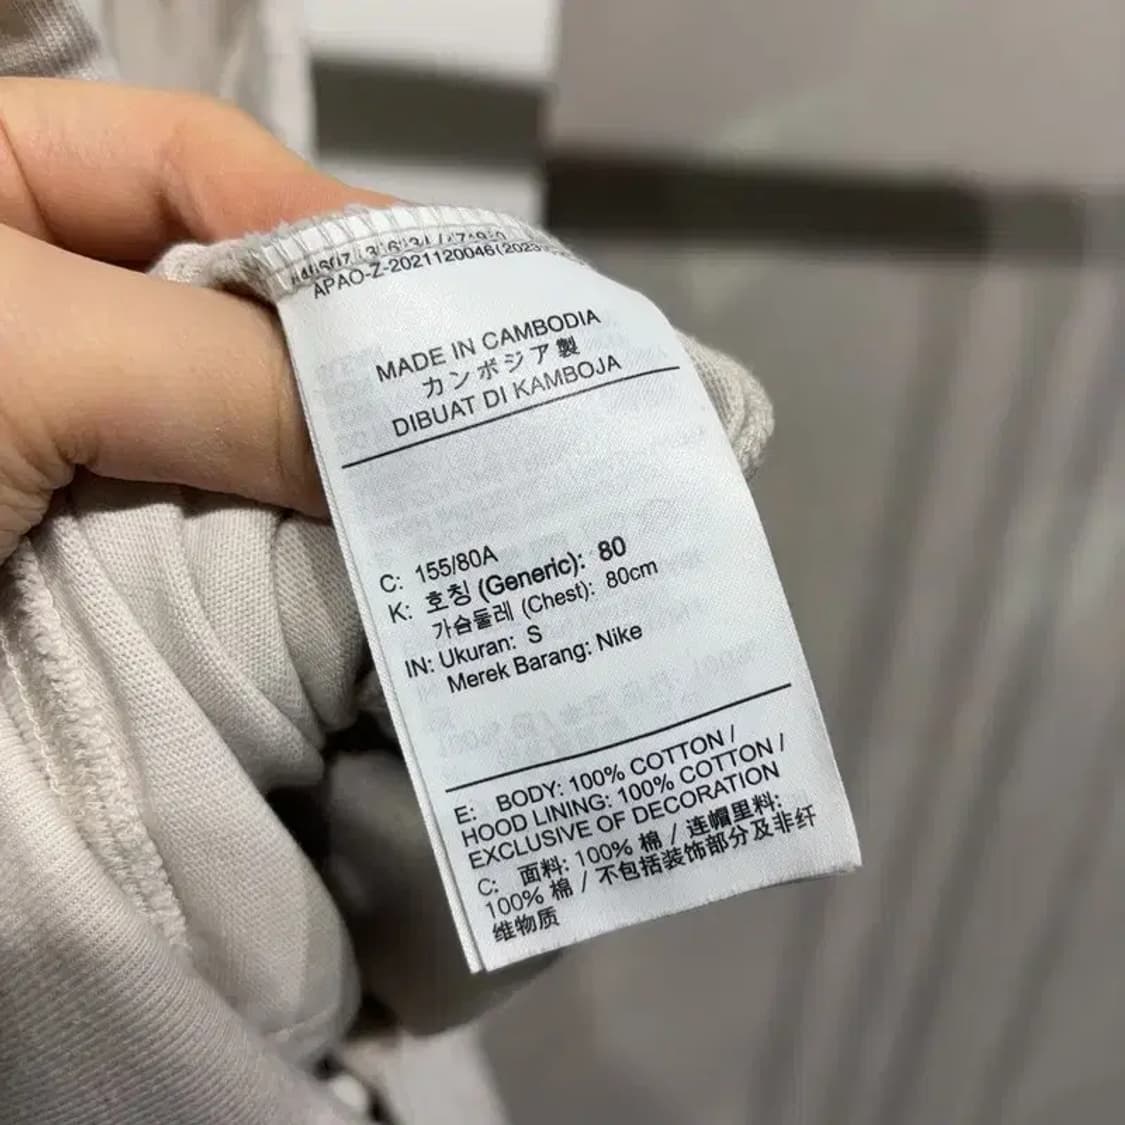 APAO-Z-2021120046(2023
MADE IN CAMBODIA
カンボジア製
DIBUAT DI KAMBOJA
C: 155/80A
K: 호칭 (Generic): 80
가슴둘레 (Chest): 80cm
IN: Ukuran: S
Merek Barang: Nike
E: BODY: 100% COTTON /
HOOD LINING: 100% COTTON /
EXCLUSIVE OF DECORATION
C: 面料: 100% 棉 / 连帽里料:
100% 棉 / 不包括装饰部分及非纤
维物质